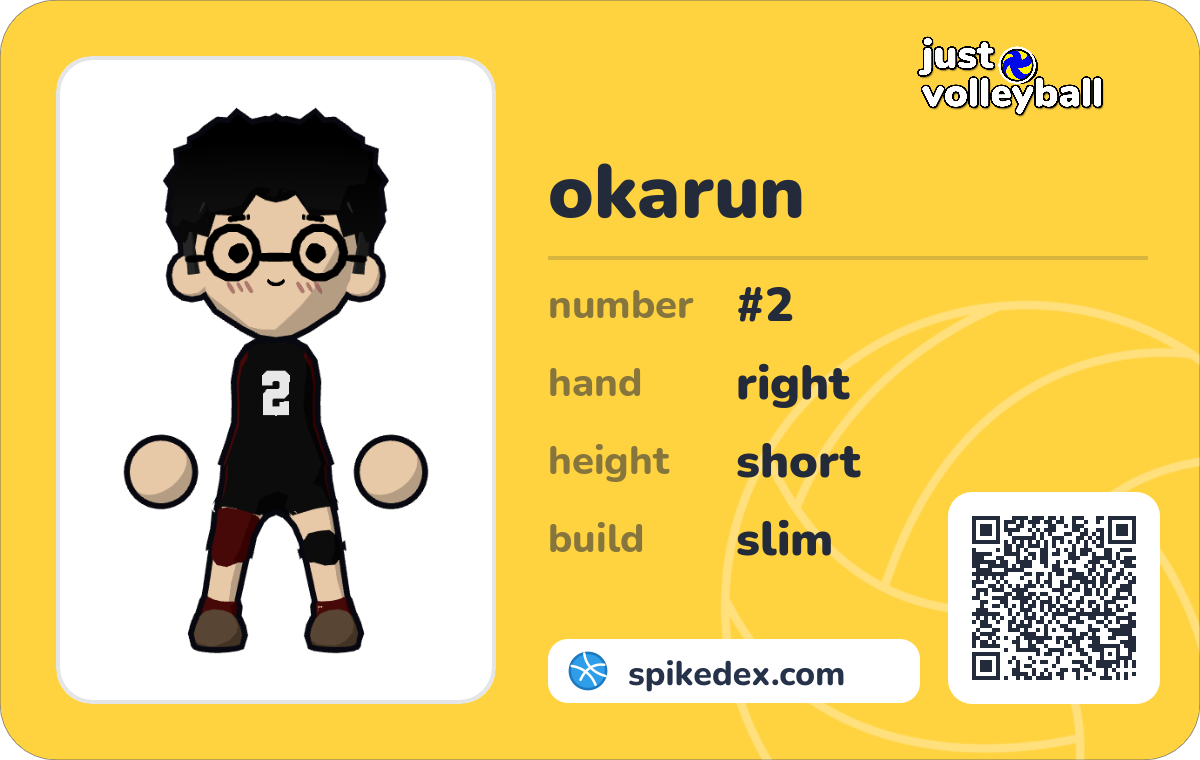 just
volleyball
okarun
number #2
hand right
height short
build slim
2
spikedex.com